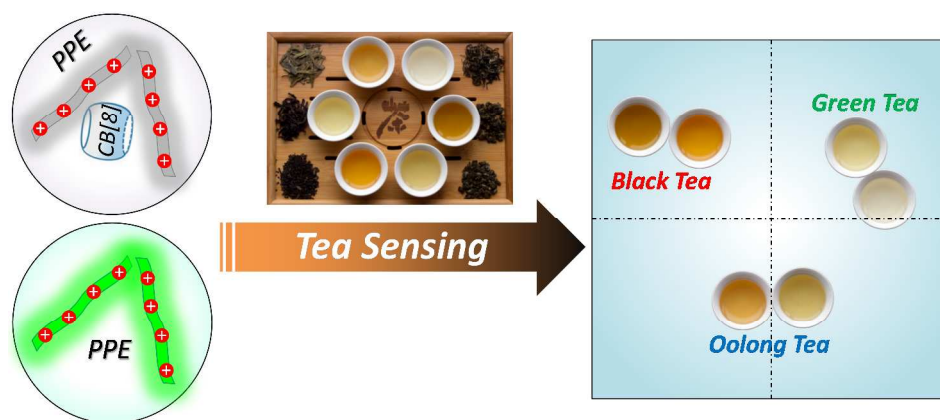 PPE
CB[8]
PPE
Tea Sensing
Green Tea
Black Tea
Oolong Tea